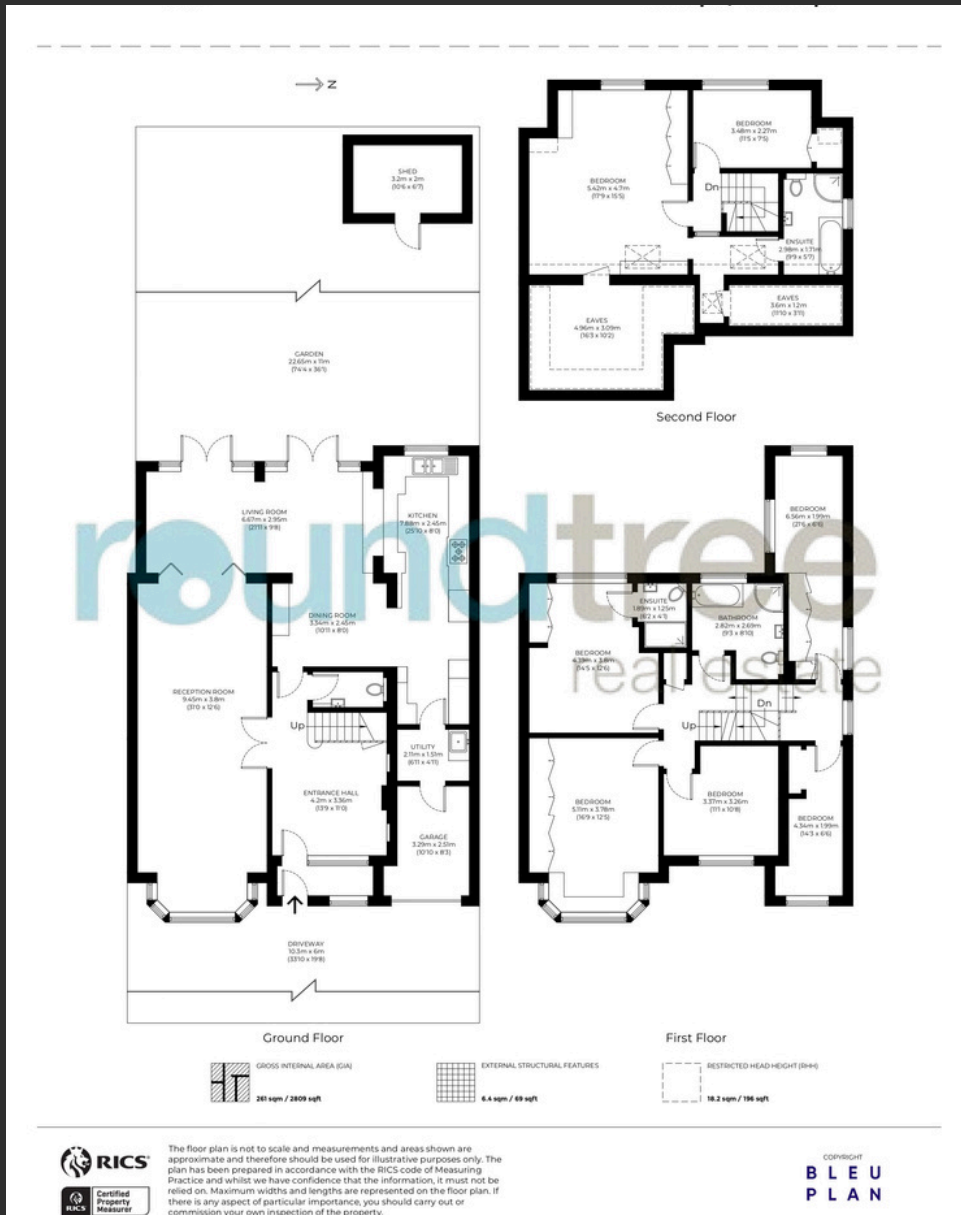 N
SHED
3.2m x 2m
(10'6 x 6'7)
GARDEN
22.65m x 11m
(74'4 x 36'1)
LIVING ROOM
6.67m x 2.95m
(21'11 x 9'8)
KITCHEN
7.88m x 2.45m
(25'10 x 8'0)
DINING ROOM
3.34m x 2.45m
(10'11 x 8'0)
RECEPTION ROOM
9.45m x 3.8m
(31'0 x 12'6)
Up
UTILITY
2.11m x 1.51m
(6'11 x 4'11)
ENTRANCE HALL
4.2m x 3.36m
(13'9 x 11'0)
GARAGE
3.29m x 2.51m
(10'10 x 8'3)
DRIVEWAY
10.3m x 6m
(33'10 x 19'8)
Ground Floor
BEDROOM
3.48m x 2.27m
(11'5 x 7'5)
BEDROOM
5.42m x 4.7m
(17'9 x 15'5)
Dn
ENSUITE
2.98m x 1.71m
(9'9 x 5'7)
EAVES
4.96m x 3.09m
(16'3 x 10'2)
EAVES
3.6m x 1.2m
(11'10 x 3'11)
Second Floor
BEDROOM
6.56m x 1.99m
(21'6 x 6'6)
ENSUITE
1.89m x 1.25m
(6'2 x 4'1)
BATHROOM
2.82m x 2.69m
(9'3 x 8'10)
BEDROOM
4.39m x 3.8m
(14'5 x 12'6)
Up
Dn
BEDROOM
5.11m x 3.78m
(16'9 x 12'5)
BEDROOM
3.37m x 3.26m
(11'1 x 10'8)
BEDROOM
4.34m x 1.99m
(14'3 x 6'6)
First Floor
roundtree
real estate
GROSS INTERNAL AREA (GIA)
261 sqm / 2809 sqft
EXTERNAL STRUCTURAL FEATURES
6.4 sqm / 69 sqft
RESTRICTED HEAD HEIGHT (RHH)
18.2 sqm / 196 sqft
RICS
RICS
Certified
Property
Measurer
The floor plan is not to scale and measurements and areas shown are
approximate and therefore should be used for illustrative purposes only. The
plan has been prepared in accordance with the RICS code of Measuring
Practice and whilst we have confidence that the information, it must not be
relied on. Maximum widths and lengths are represented on the floor plan. If
there is any aspect of particular importance, you should carry out or
commission your own inspection of the property.
COPYRIGHT
BLEU
PLAN